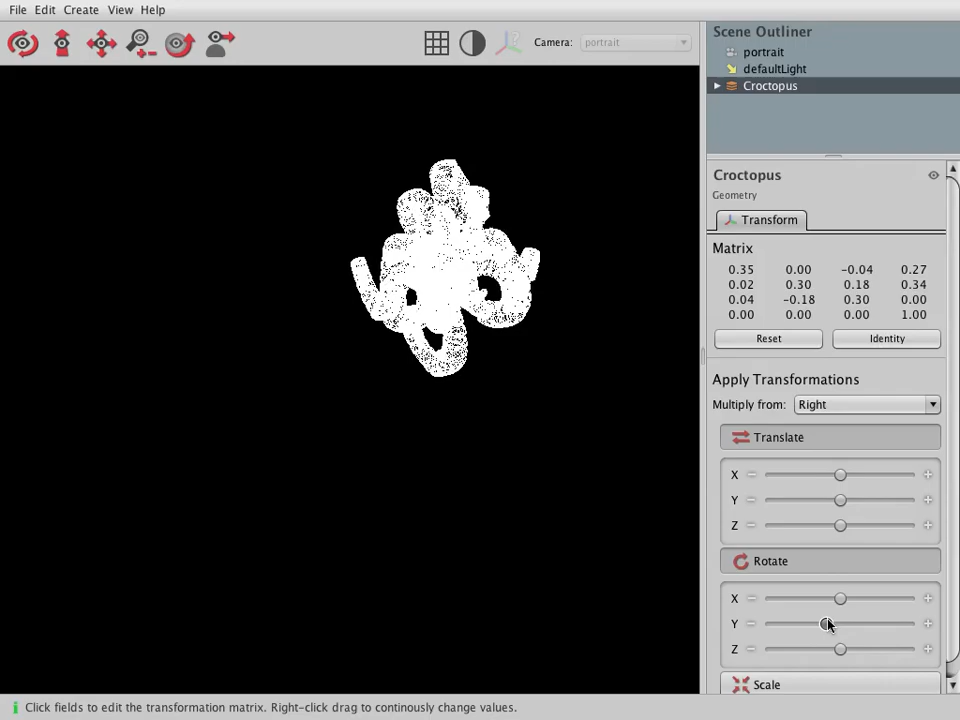 File Edit Create View Help
Camera: portrait
Scene Outliner
portrait
defaultLight
Croctopus
Croctopus
Geometry
Transform
Matrix
0.35 0.00 -0.04 0.27
0.02 0.30 0.18 0.34
0.04 -0.18 0.30 0.00
0.00 0.00 0.00 1.00
Reset Identity
Apply Transformations
Multiply from: Right
Translate
X
Y
Z
Rotate
X
Y
Z
Scale
Click fields to edit the transformation matrix. Right-click drag to continously change values.